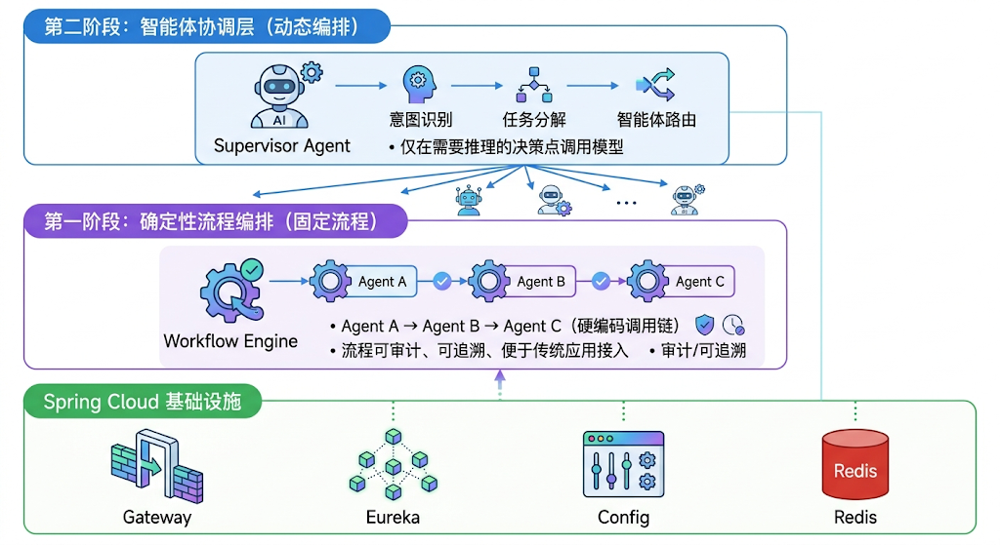 第二阶段：智能体协调层（动态编排）
AI
Supervisor Agent
意图识别
任务分解
智能体路由
• 仅在需要推理的决策点调用模型
...
第一阶段：确定性流程编排（固定流程）
Workflow Engine
Agent A
Agent B
Agent C
• Agent A → Agent B → Agent C（硬编码调用链）
• 流程可审计、可追溯、便于传统应用接入
• 审计/可追溯
Spring Cloud 基础设施
Gateway
Eureka
Config
Redis
Redis